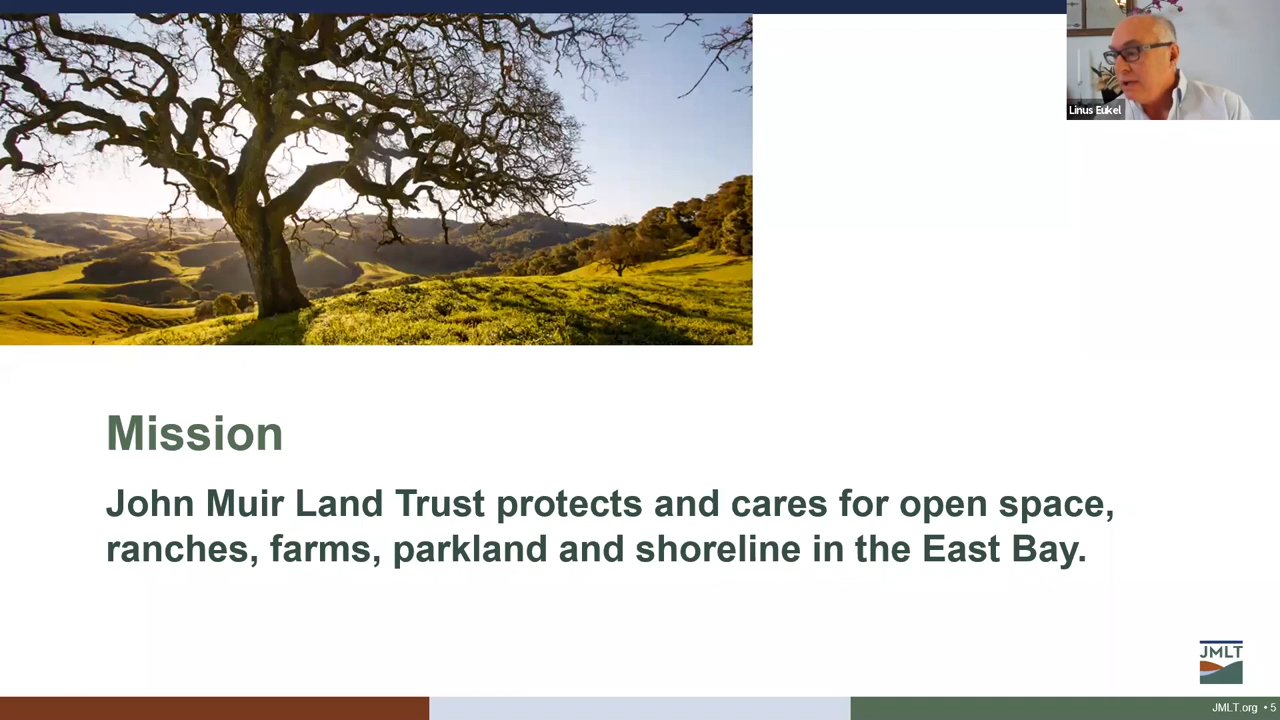 Linus Eukel
Mission
John Muir Land Trust protects and cares for open space,
ranches, farms, parkland and shoreline in the East Bay.
JMLT
JMLT.org • 5